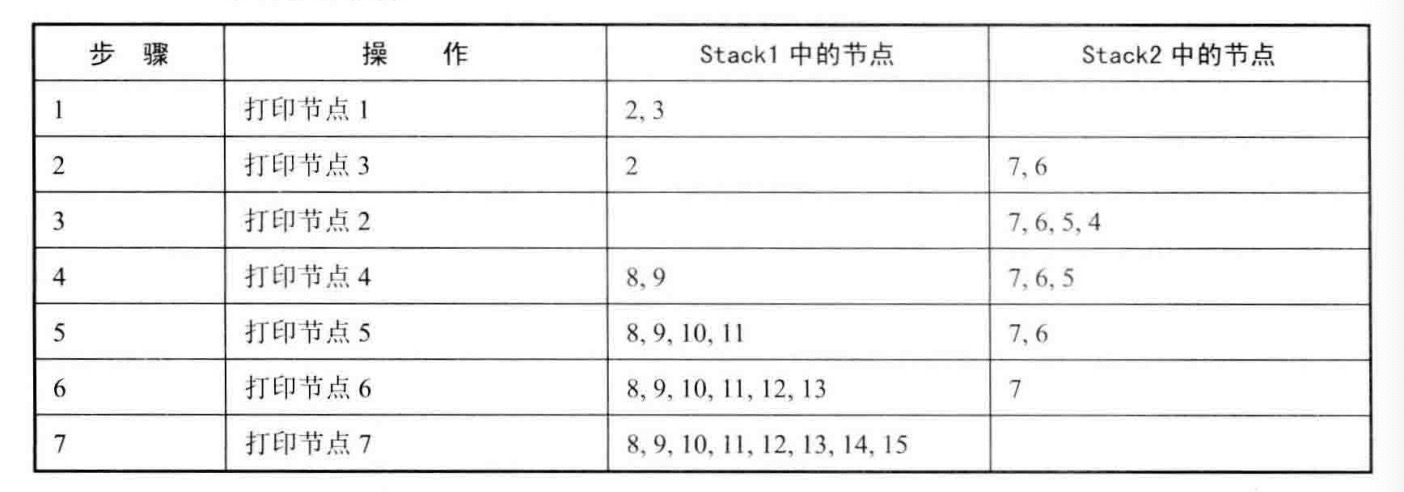 步 骤 操 作 Stack1 中的节点 Stack2 中的节点
1 打印节点 1 2, 3
2 打印节点 3 2 7, 6
3 打印节点 2 7, 6, 5, 4
4 打印节点 4 8, 9 7, 6, 5
5 打印节点 5 8, 9, 10, 11 7, 6
6 打印节点 6 8, 9, 10, 11, 12, 13 7
7 打印节点 7 8, 9, 10, 11, 12, 13, 14, 15